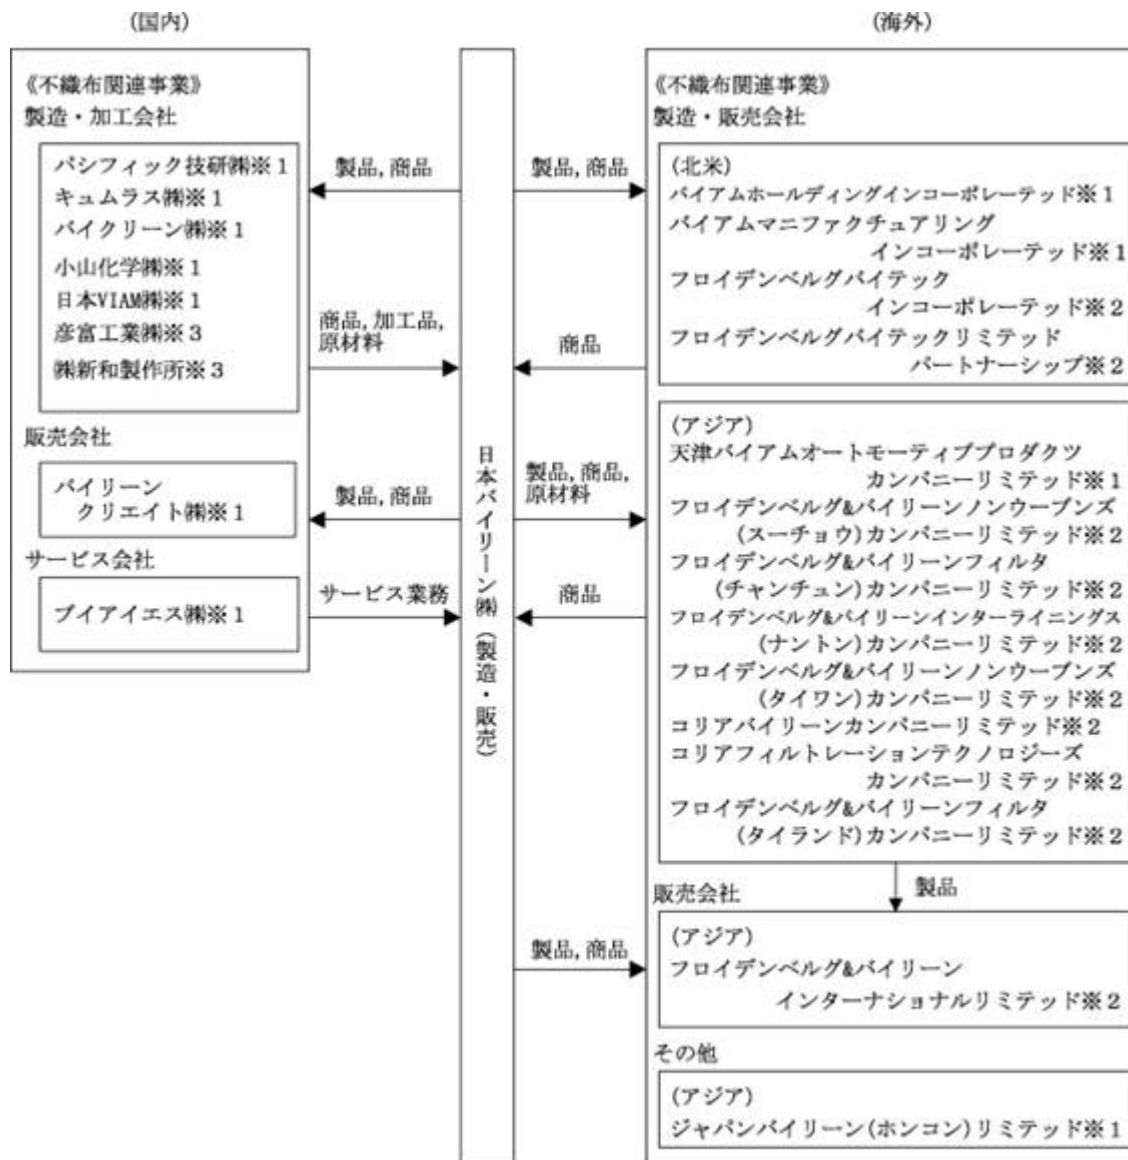 (国内)
《不織布関連事業》
製造・加工会社
パシフィック技研㈱※1
キュムラス㈱※1
バイクリーン㈱※1
小山化学㈱※1
日本VIAM㈱※1
彦富工業㈱※3
㈱新和製作所※3
販売会社
バイリーン
クリエイト㈱※1
サービス会社
ブイアイエス㈱※1
製品,商品
商品,加工品,
原材料
製品,商品
サービス業務
日本バイリーン㈱(製造・販売)
製品,商品
商品
製品,商品,
原材料
商品
製品,商品
(海外)
《不織布関連事業》
製造・販売会社
(北米)
バイアムホールディングインコーポレーテッド※1
バイアムマニファクチュアリング
インコーポレーテッド※1
フロイデンベルグバイテック
インコーポレーテッド※2
フロイデンベルグバイテックリミテッド
パートナーシップ※2
(アジア)
天津バイアムオートモーティブプロダクツ
カンパニーリミテッド※1
フロイデンベルグ&バイリーンノンウーブンズ
(スーチョウ)カンパニーリミテッド※2
フロイデンベルグ&バイリーンフィルタ
(チャンチュン)カンパニーリミテッド※2
フロイデンベルグ&バイリーンインターライニングス
(ナントン)カンパニーリミテッド※2
フロイデンベルグ&バイリーンノンウーブンズ
(タイワン)カンパニーリミテッド※2
コリアバイリーンカンパニーリミテッド※2
コリアフィルトレーションテクノロジーズ
カンパニーリミテッド※2
フロイデンベルグ&バイリーンフィルタ
(タイランド)カンパニーリミテッド※2
製品
販売会社
(アジア)
フロイデンベルグ&バイリーン
インターナショナルリミテッド※2
その他
(アジア)
ジャパンバイリーン(ホンコン)リミテッド※1